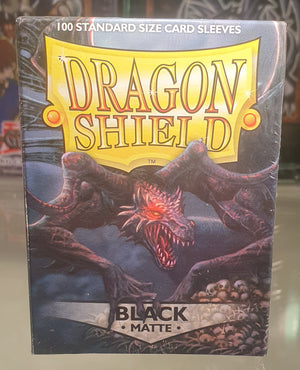 100 STANDARD SIZE CARD SLEEVES
DRAGON
SHIELD
™
BLACK
• MATTE •